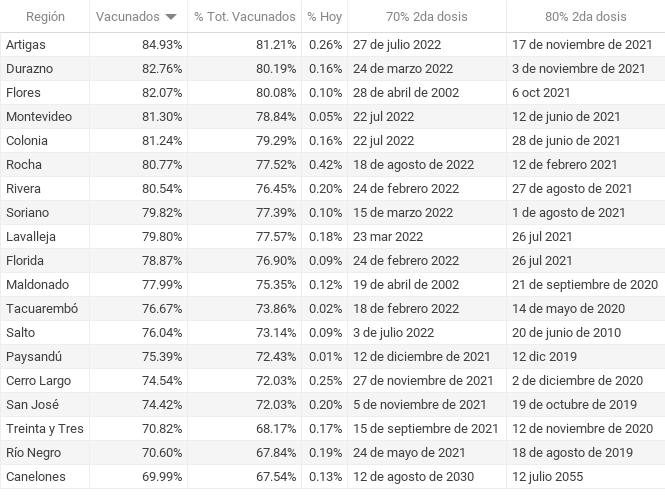 Región Vacunados % Tot. Vacunados % Hoy 70% 2da dosis 80% 2da dosis
Artigas 84.93% 81.21% 0.26% 27 de julio 2022 17 de noviembre de 2021
Durazno 82.76% 80.19% 0.16% 24 de marzo 2022 3 de noviembre de 2021
Flores 82.07% 80.08% 0.10% 28 de abril de 2002 6 oct 2021
Montevideo 81.30% 78.84% 0.05% 22 jul 2022 12 de junio de 2021
Colonia 81.24% 79.29% 0.16% 22 jul 2022 28 de junio de 2021
Rocha 80.77% 77.52% 0.42% 18 de agosto de 2022 12 de febrero 2021
Rivera 80.54% 76.45% 0.20% 24 de febrero 2022 27 de agosto de 2021
Soriano 79.82% 77.39% 0.10% 15 de marzo 2022 1 de agosto de 2021
Lavalleja 79.80% 77.57% 0.18% 23 mar 2022 26 jul 2021
Florida 78.87% 76.90% 0.09% 24 de febrero 2022 26 jul 2021
Maldonado 77.99% 75.35% 0.12% 19 de abril de 2002 21 de septiembre de 2020
Tacuarembó 76.67% 73.86% 0.02% 18 de febrero 2022 14 de mayo de 2020
Salto 76.04% 73.14% 0.09% 3 de julio 2022 20 de junio de 2010
Paysandú 75.39% 72.43% 0.01% 12 de diciembre de 2021 12 dic 2019
Cerro Largo 74.54% 72.03% 0.25% 27 de noviembre de 2021 2 de diciembre de 2020
San José 74.42% 72.03% 0.20% 5 de noviembre de 2021 19 de octubre de 2019
Treinta y Tres 70.82% 68.17% 0.17% 15 de septiembre de 2021 12 de noviembre de 2020
Río Negro 70.60% 67.84% 0.19% 24 de mayo de 2021 18 de agosto de 2019
Canelones 69.99% 67.54% 0.13% 12 de agosto de 2030 12 julio 2055